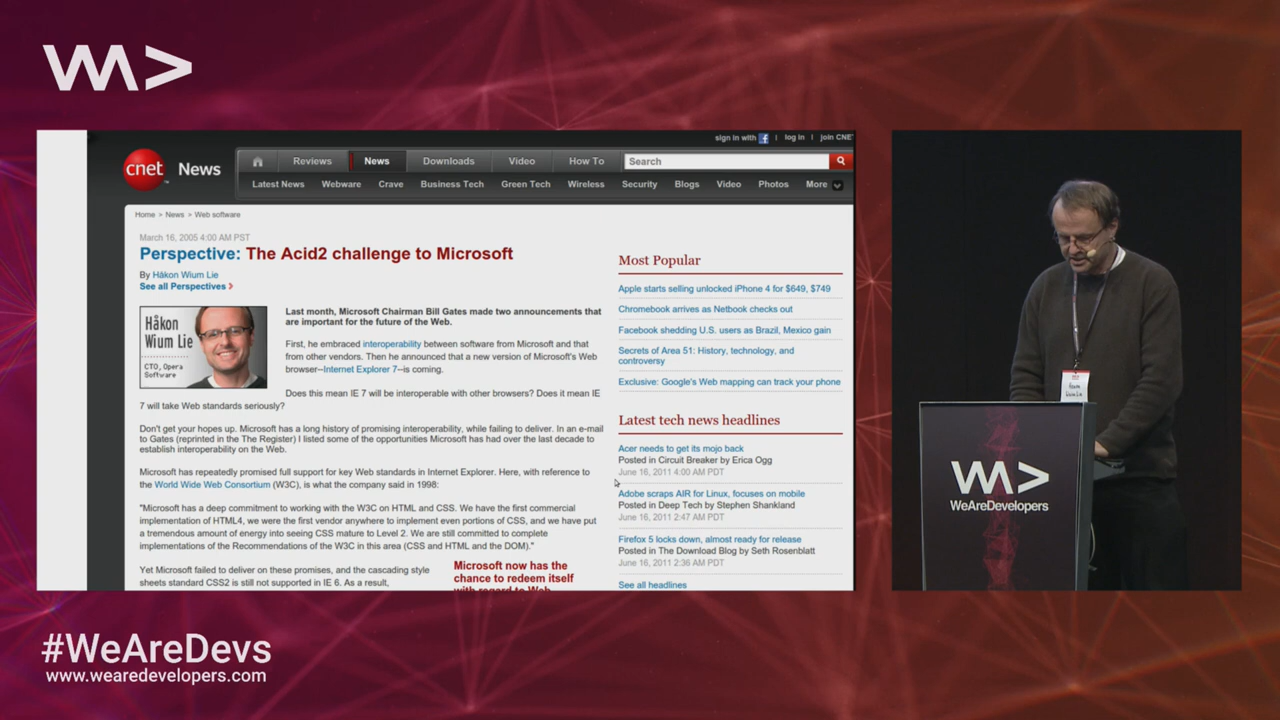 WA>
sign in with f | log in | join CNE
cnet News
Reviews News Downloads Video How To Search
Latest News Webware Crave Business Tech Green Tech Wireless Security Blogs Video Photos More
Home > News > Web software
March 16, 2005 4:00 AM PST
Perspective: The Acid2 challenge to Microsoft
By Håkon Wium Lie
See all Perspectives
Håkon
Wium Lie
CTO, Opera
Software
Last month, Microsoft Chairman Bill Gates made two announcements that
are important for the future of the Web.
First, he embraced interoperability between software from Microsoft and that
from other vendors. Then he announced that a new version of Microsoft's Web
browser--Internet Explorer 7--is coming.
Does this mean IE 7 will be interoperable with other browsers? Does it mean IE
7 will take Web standards seriously?
Don't get your hopes up. Microsoft has a long history of promising interoperability, while failing to deliver. In an e-mail
to Gates (reprinted in the The Register) I listed some of the opportunities Microsoft has had over the last decade to
establish interoperability on the Web.
Microsoft has repeatedly promised full support for key Web standards in Internet Explorer. Here, with reference to
the World Wide Web Consortium (W3C), is what the company said in 1998:
"Microsoft has a deep commitment to working with the W3C on HTML and CSS. We have the first commercial
implementation of HTML4, we were the first vendor anywhere to implement even portions of CSS, and we have put
a tremendous amount of energy into seeing CSS mature to Level 2. We are still committed to complete
implementations of the Recommendations of the W3C in this area (CSS and HTML and the DOM)."
Yet Microsoft failed to deliver on these promises, and the cascading style
sheets standard CSS2 is still not supported in IE 6. As a result,
Microsoft now has the
chance to redeem itself
with regard to Web
Most Popular
Apple starts selling unlocked iPhone 4 for $649, $749
Chromebook arrives as Netbook checks out
Facebook shedding U.S. users as Brazil, Mexico gain
Secrets of Area 51: History, technology, and
controversy
Exclusive: Google's Web mapping can track your phone
Latest tech news headlines
Acer needs to get its mojo back
Posted in Circuit Breaker by Erica Ogg
June 16, 2011 4:00 AM PDT
Adobe scraps AIR for Linux, focuses on mobile
Posted in Deep Tech by Stephen Shankland
June 16, 2011 2:47 AM PDT
Firefox 5 locks down, almost ready for release
Posted in The Download Blog by Seth Rosenblatt
June 16, 2011 2:36 AM PDT
See all headlines
WA>
WeAreDevelopers
#WeAreDevs
www.wearedevelopers.com